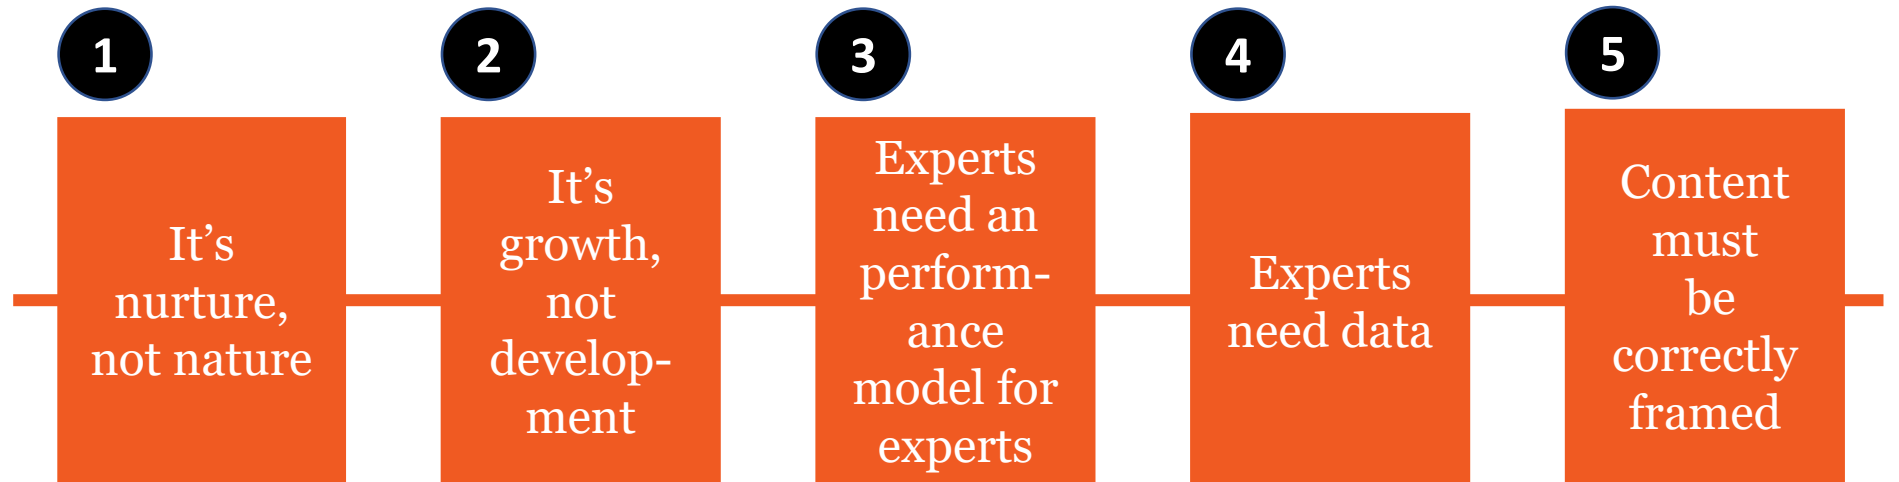 1
It’s
nurture,
not nature
2
It’s
growth,
not
develop-
ment
3
Experts
need an
perform-
ance
model for
experts
4
Experts
need data
5
Content
must
be
correctly
framed